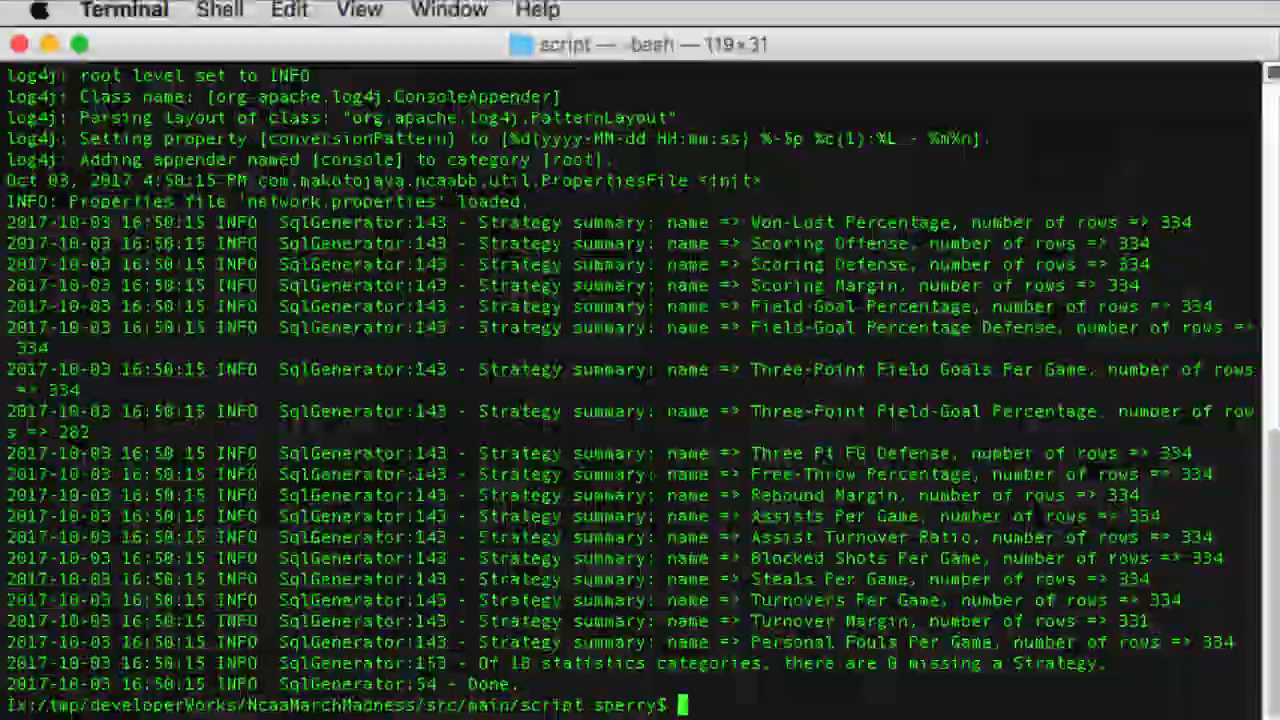 Terminal Shell Edit View Window Help
script — -bash — 119×31
log4j: root level set to INFO
log4j: Class name: [org.apache.log4j.ConsoleAppender]
log4j: Parsing layout of class: "org.apache.log4j.PatternLayout"
log4j: Setting property [conversionPattern] to [%d{yyyy-MM-dd HH:mm:ss} %-5p %c{1}:%L - %m%n].
log4j: Adding appender named [console] to category [root].
Oct 03, 2017 4:50:15 PM com.makotojava.ncaabb.util.PropertiesFile <init>
INFO: Properties file 'network.properties' loaded.
2017-10-03 16:50:15 INFO  SqlGenerator:143 - Strategy summary: name => Won-Lost Percentage, number of rows => 334
2017-10-03 16:50:15 INFO  SqlGenerator:143 - Strategy summary: name => Scoring Offense, number of rows => 334
2017-10-03 16:50:15 INFO  SqlGenerator:143 - Strategy summary: name => Scoring Defense, number of rows => 334
2017-10-03 16:50:15 INFO  SqlGenerator:143 - Strategy summary: name => Scoring Margin, number of rows => 334
2017-10-03 16:50:15 INFO  SqlGenerator:143 - Strategy summary: name => Field-Goal Percentage, number of rows => 334
2017-10-03 16:50:15 INFO  SqlGenerator:143 - Strategy summary: name => Field-Goal Percentage Defense, number of rows =>
334
2017-10-03 16:50:15 INFO  SqlGenerator:143 - Strategy summary: name => Three-Point Field Goals Per Game, number of rows
=> 334
2017-10-03 16:50:15 INFO  SqlGenerator:143 - Strategy summary: name => Three-Point Field-Goal Percentage, number of row
s => 282
2017-10-03 16:50:15 INFO  SqlGenerator:143 - Strategy summary: name => Three Pt FG Defense, number of rows => 334
2017-10-03 16:50:15 INFO  SqlGenerator:143 - Strategy summary: name => Free-Throw Percentage, number of rows => 334
2017-10-03 16:50:15 INFO  SqlGenerator:143 - Strategy summary: name => Rebound Margin, number of rows => 334
2017-10-03 16:50:15 INFO  SqlGenerator:143 - Strategy summary: name => Assists Per Game, number of rows => 334
2017-10-03 16:50:15 INFO  SqlGenerator:143 - Strategy summary: name => Assist Turnover Ratio, number of rows => 334
2017-10-03 16:50:15 INFO  SqlGenerator:143 - Strategy summary: name => Blocked Shots Per Game, number of rows => 334
2017-10-03 16:50:15 INFO  SqlGenerator:143 - Strategy summary: name => Steals Per Game, number of rows => 334
2017-10-03 16:50:15 INFO  SqlGenerator:143 - Strategy summary: name => Turnovers Per Game, number of rows => 334
2017-10-03 16:50:15 INFO  SqlGenerator:143 - Strategy summary: name => Turnover Margin, number of rows => 331
2017-10-03 16:50:15 INFO  SqlGenerator:143 - Strategy summary: name => Personal Fouls Per Game, number of rows => 334
2017-10-03 16:50:15 INFO  SqlGenerator:153 - Of 18 statistics categories, there are 0 missing a Strategy.
2017-10-03 16:50:15 INFO  SqlGenerator:54 - Done.
Ix:/tmp/developerWorks/NcaaMarchMadness/src/main/script sperry$